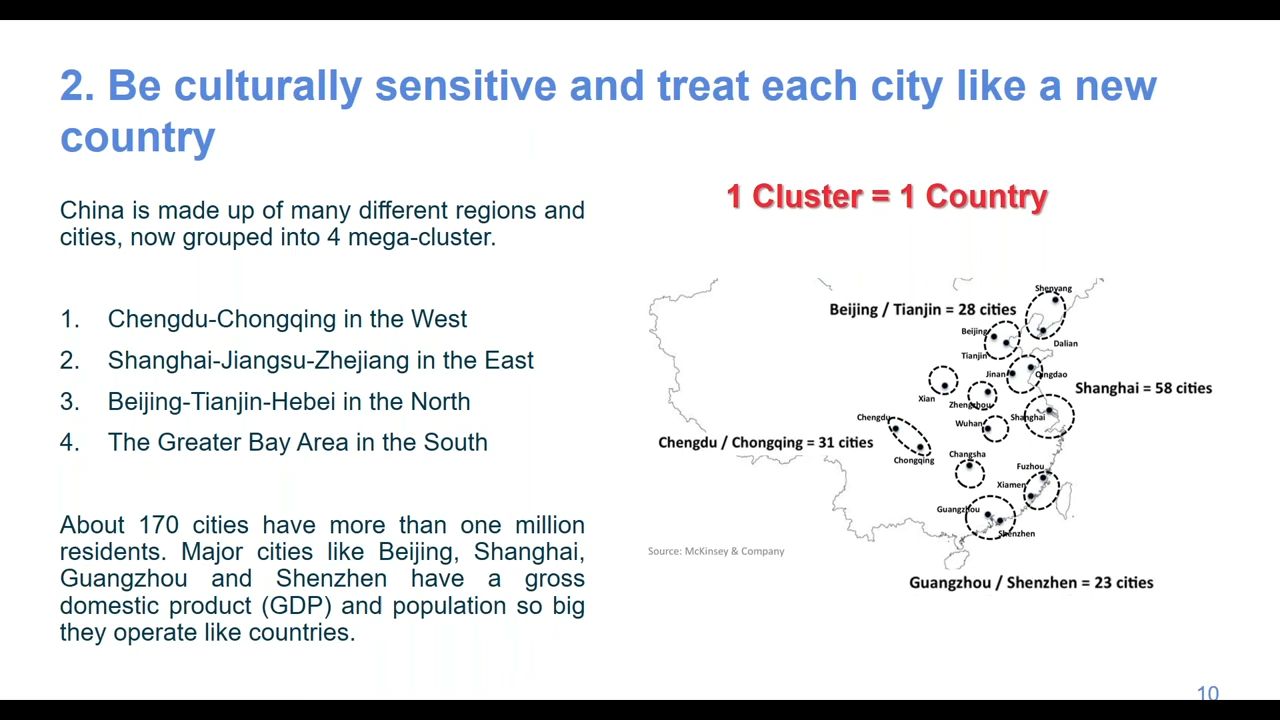 2. Be culturally sensitive and treat each city like a new
country
China is made up of many different regions and
cities, now grouped into 4 mega-cluster.
1. Chengdu-Chongqing in the West
2. Shanghai-Jiangsu-Zhejiang in the East
3. Beijing-Tianjin-Hebei in the North
4. The Greater Bay Area in the South
About 170 cities have more than one million
residents. Major cities like Beijing, Shanghai,
Guangzhou and Shenzhen have a gross
domestic product (GDP) and population so big
they operate like countries.
1 Cluster = 1 Country
Shenyang
Beijing / Tianjin = 28 cities
Beijing
Dalian
Tianjin
Jinan
Qingdao
Shanghai = 58 cities
Xian
Zhengzhou
Chengdu
Shanghai
Wuhan
Chengdu / Chongqing = 31 cities
Chongqing
Changsha
Fuzhou
Xiamen
Guangzhou
Shenzhen
Source: McKinsey & Company
Guangzhou / Shenzhen = 23 cities
10